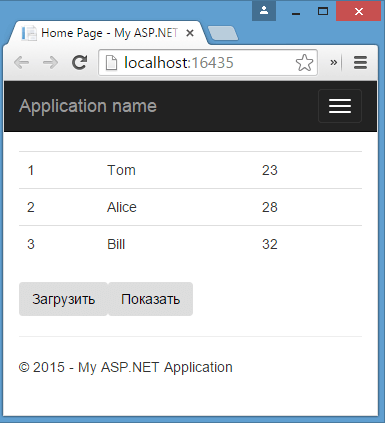 Home Page - My ASP.NET
localhost:16435
Application name
1 Tom 23
2 Alice 28
3 Bill 32
Загрузить Показать
© 2015 - My ASP.NET Application